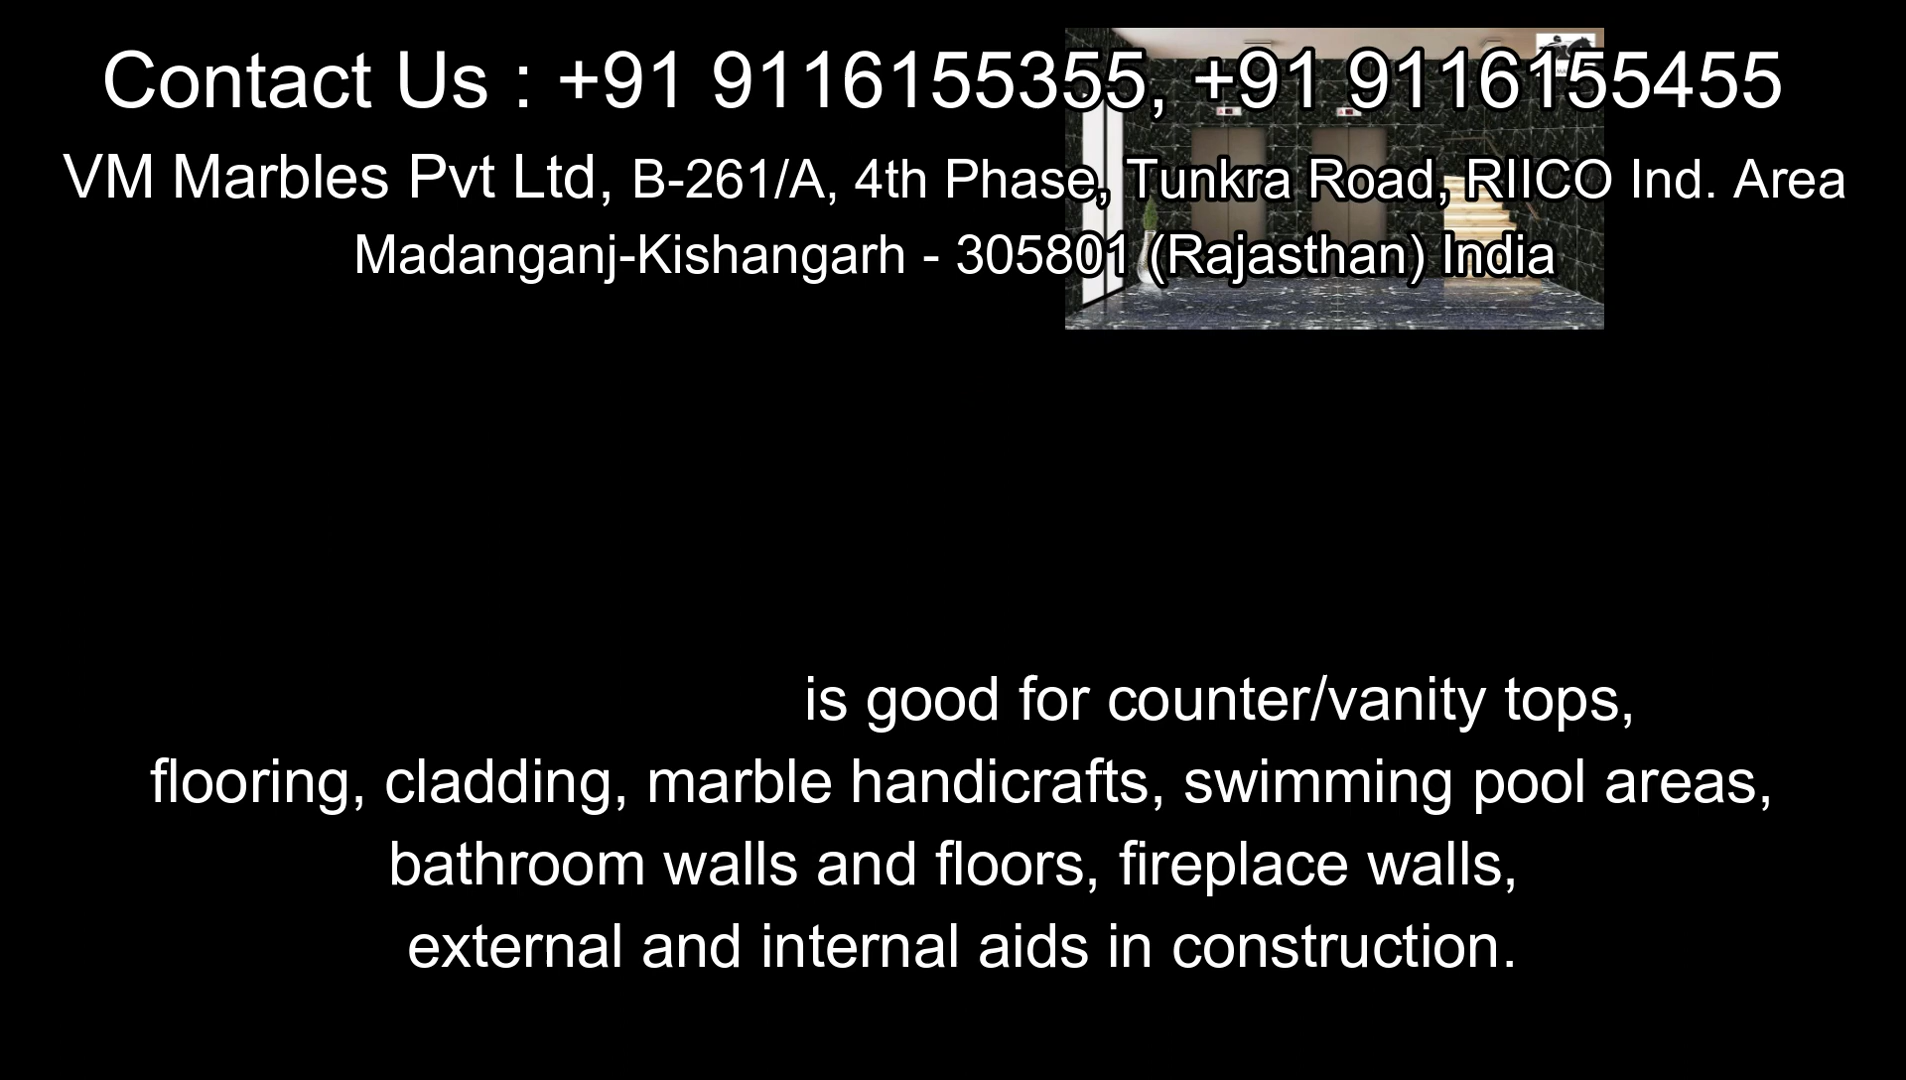 Contact Us : +91 9116155355, +91 9116155455
VM Marbles Pvt Ltd, B-261/A, 4th Phase, Tunkra Road, RIICO Ind. Area
Madanganj-Kishangarh - 305801 (Rajasthan) India
is good for counter/vanity tops,
flooring, cladding, marble handicrafts, swimming pool areas,
bathroom walls and floors, fireplace walls,
external and internal aids in construction.